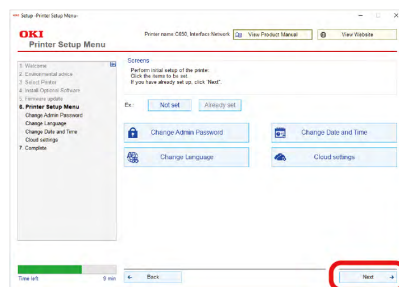 Setup -Printer Setup Menu-
OKI
Printer Setup Menu
Printer name C650, Interface Network
View Product Manual
View Website
1. Welcome
2. Environmental advice
3. Select Printer
4. Install Optional Software
5. Firmware update
6. Printer Setup Menu
Change Admin Password
Change Language
Change Date and Time
Cloud settings
7. Complete
Screens
Perform initial setup of the printer.
Click the items to be set.
If you have already set up, click "Next".
Ex :
Not set
Already set
Change Admin Password
Change Date and Time
Change Language
Cloud settings
Time left
9 min
Back
Next